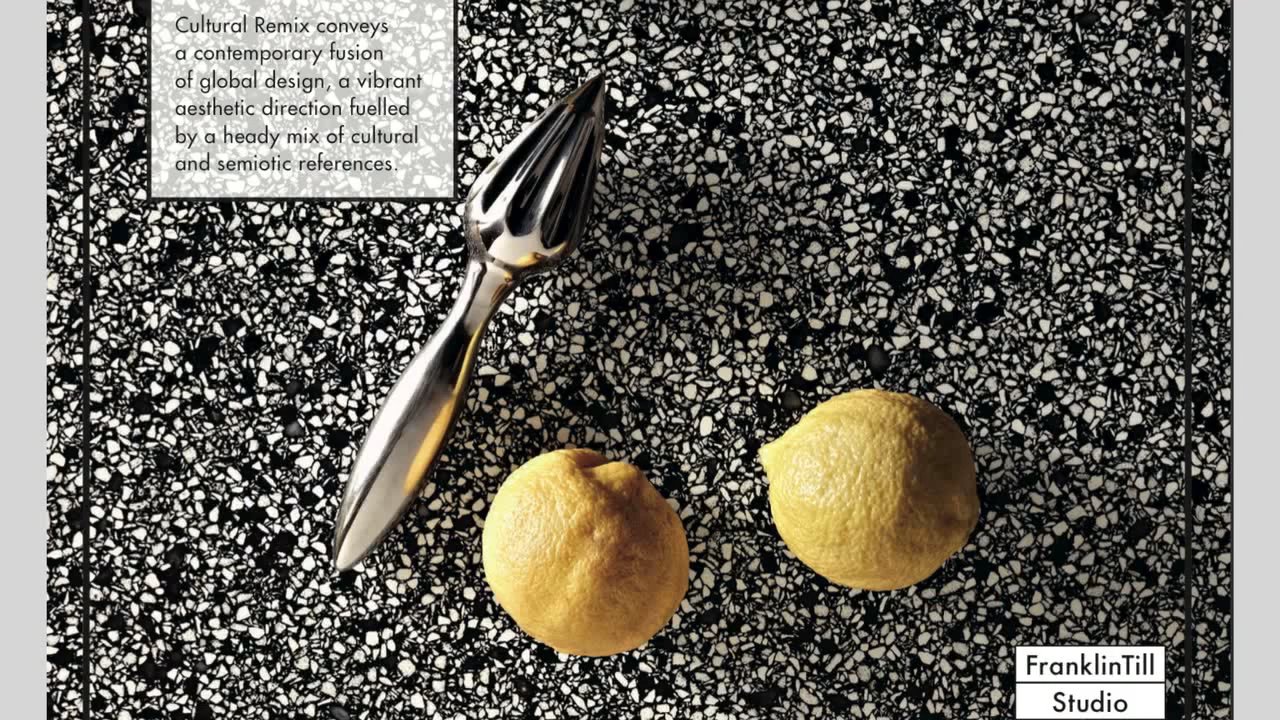 Cultural Remix conveys
a contemporary fusion
of global design, a vibrant
aesthetic direction fuelled
by a heady mix of cultural
and semiotic references.
FranklinTill
Studio